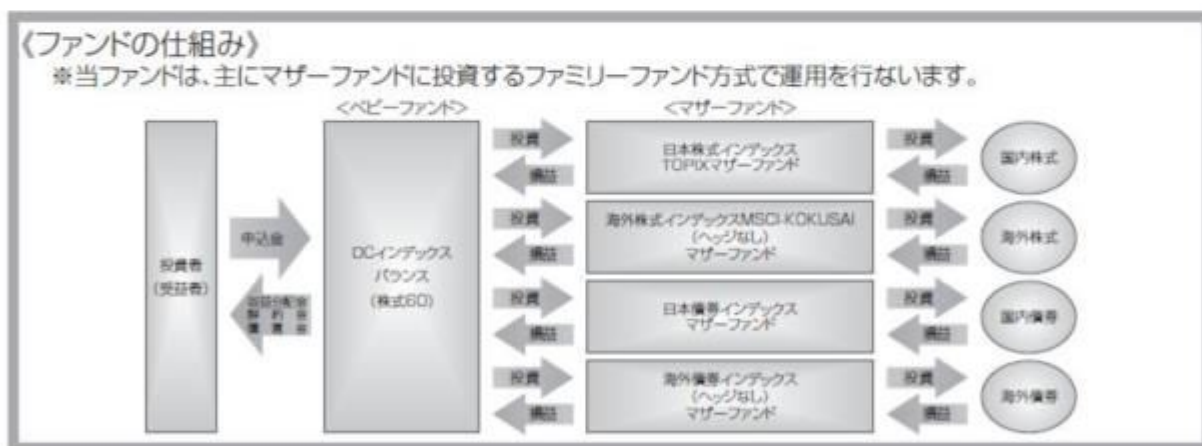 《ファンドの仕組み》
※当ファンドは、主にマザーファンドに投資するファミリーファンド方式で運用を行ないます。
<ベビーファンド>
<マザーファンド>
投資者
(受益者)
申込金
収益分配金
解約金
償還金
DCインデックス
バランス
(株式60)
投資
損益
日本株式インデックス
TOPIXマザーファンド
投資
損益
国内株式
投資
損益
海外株式インデックスMSCI-KOKUSAI
(ヘッジなし)
マザーファンド
投資
損益
海外株式
投資
損益
日本債券インデックス
マザーファンド
投資
損益
国内債券
投資
損益
海外債券インデックス
(ヘッジなし)
マザーファンド
投資
損益
海外債券